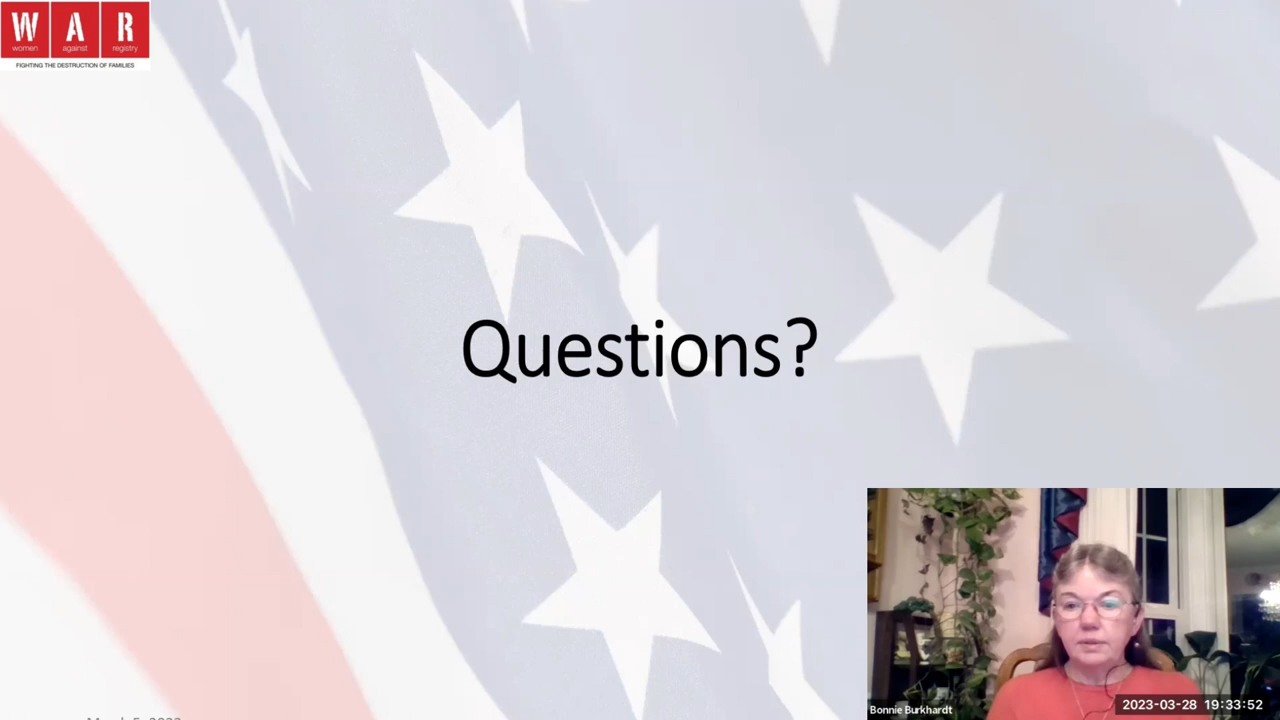 W A R
women against registry
FIGHTING THE DESTRUCTION OF FAMILIES
Questions?
Bonnie Burkhardt
2023-03-28 19:33:52